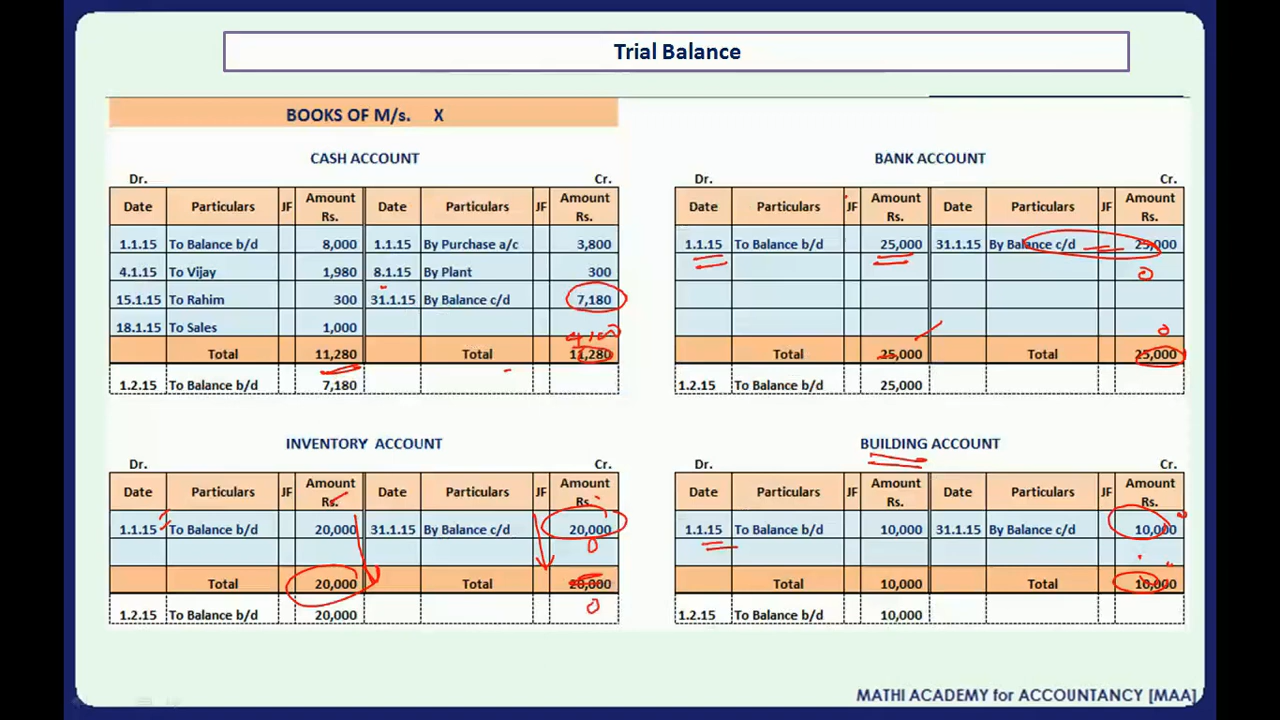 Trial Balance
BOOKS OF M/s. X
CASH ACCOUNT
Dr. Cr.
Date Particulars JF Amount Rs. Date Particulars JF Amount Rs.
1.1.15 To Balance b/d 8,000 1.1.15 By Purchase a/c 3,800
4.1.15 To Vijay 1,980 8.1.15 By Plant 300
15.1.15 To Rahim 300 31.1.15 By Balance c/d 7,180
18.1.15 To Sales 1,000
4,100
Total 11,280 Total 11,280
1.2.15 To Balance b/d 7,180
BANK ACCOUNT
Dr. Cr.
Date Particulars JF Amount Rs. Date Particulars JF Amount Rs.
1.1.15 To Balance b/d 25,000 31.1.15 By Balance c/d 25,000
0
0
Total 25,000 Total 25,000
1.2.15 To Balance b/d 25,000
INVENTORY ACCOUNT
Dr. Cr.
Date Particulars JF Amount Rs. Date Particulars JF Amount Rs.
1.1.15 To Balance b/d 20,000 31.1.15 By Balance c/d 20,000
0
Total 20,000 Total 20,000
0
1.2.15 To Balance b/d 20,000
BUILDING ACCOUNT
Dr. Cr.
Date Particulars JF Amount Rs. Date Particulars JF Amount Rs.
1.1.15 To Balance b/d 10,000 31.1.15 By Balance c/d 10,000
Total 10,000 Total 10,000
1.2.15 To Balance b/d 10,000
MATHI ACADEMY for ACCOUNTANCY [MAA]